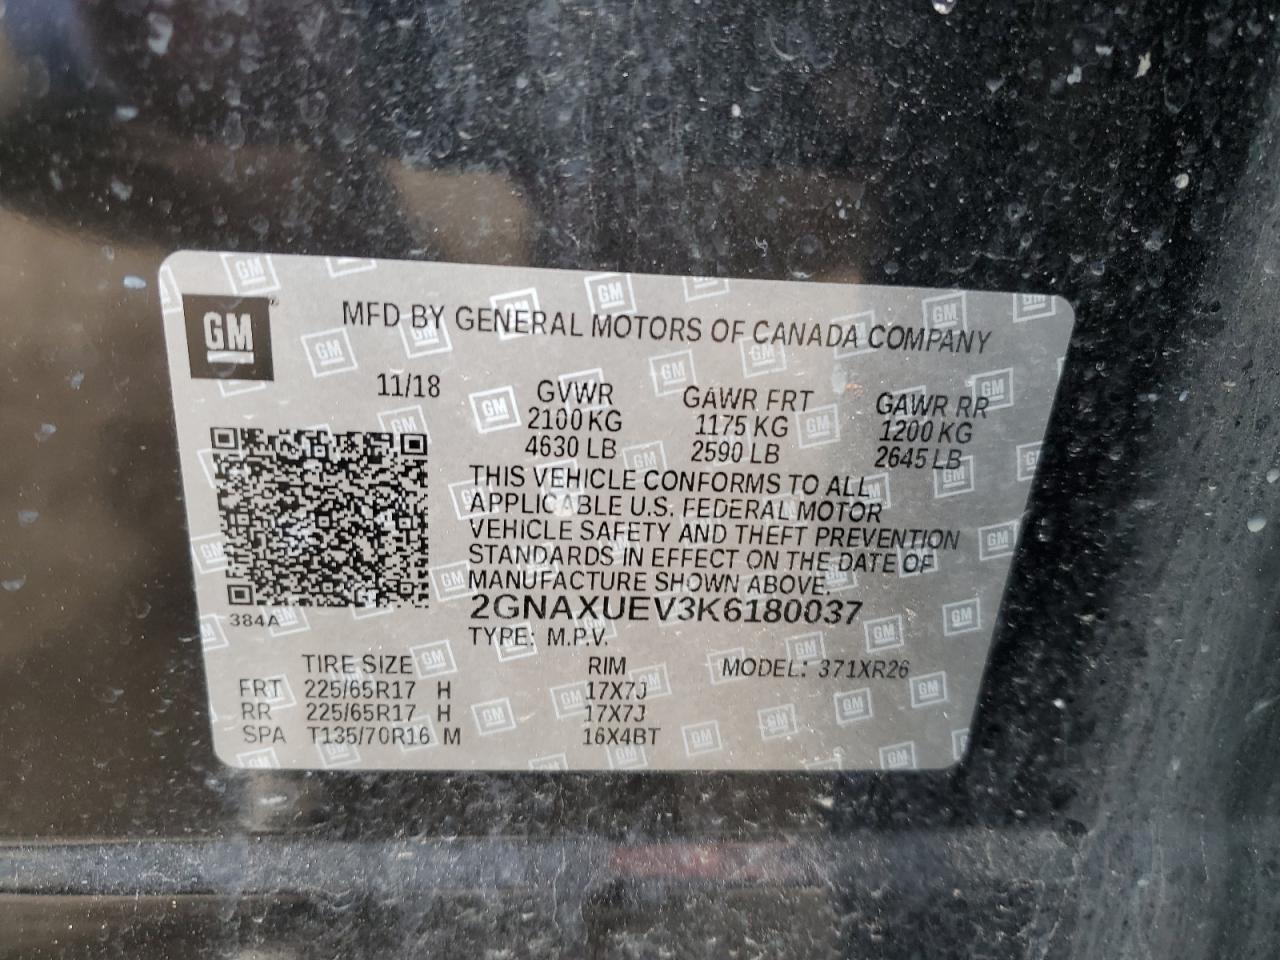 GM
MFD BY GENERAL MOTORS OF CANADA COMPANY
11/18 GVWR GAWR FRT GAWR RR
2100 KG 1175 KG 1200 KG
4630 LB 2590 LB 2645 LB
THIS VEHICLE CONFORMS TO ALL
APPLICABLE U.S. FEDERAL MOTOR
VEHICLE SAFETY AND THEFT PREVENTION
STANDARDS IN EFFECT ON THE DATE OF
MANUFACTURE SHOWN ABOVE.
2GNAXUEV3K6180037
384A
TYPE: M.P.V.
TIRE SIZE RIM MODEL: 371XR26
FRT 225/65R17 H 17X7J
RR 225/65R17 H 17X7J
SPA T135/70R16 M 16X4BT